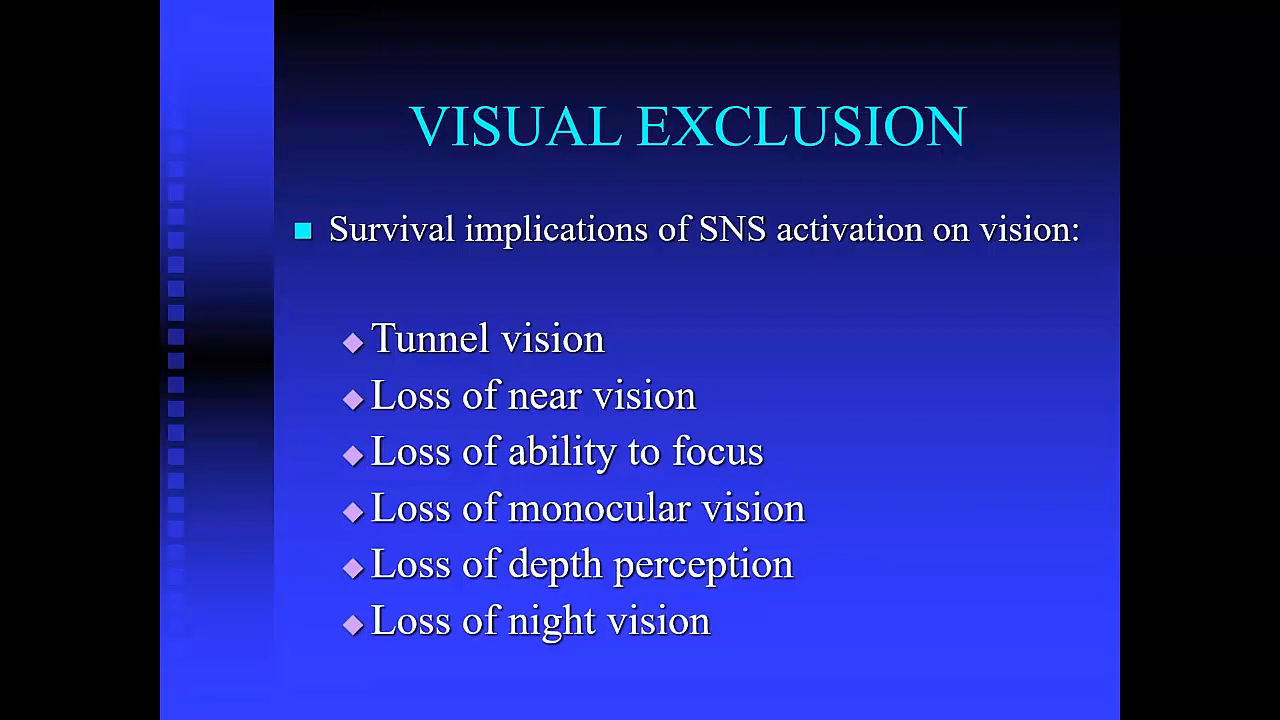 VISUAL EXCLUSION
Survival implications of SNS activation on vision:
Tunnel vision
Loss of near vision
Loss of ability to focus
Loss of monocular vision
Loss of depth perception
Loss of night vision